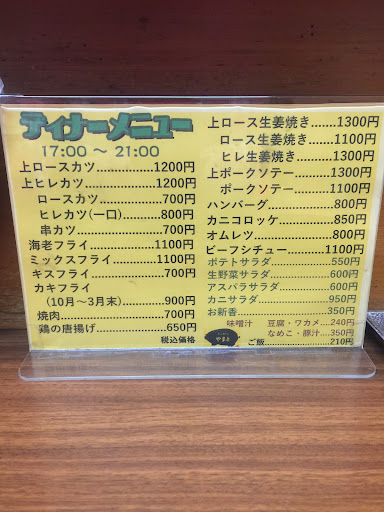 ディナーメニュー
17:00 ～ 21:00
上ロースカツ...............1200円
上ヒレカツ..................1200円
ロースカツ...............700円
ヒレカツ(一口)........800円
串カツ.....................700円
海老フライ..................1100円
ミックスフライ............1100円
キスフライ..................700円
カキフライ
(10月～3月末)..........900円
焼肉...........................700円
鶏の唐揚げ..................650円
税込価格
上ロース生姜焼き......1300円
ロース生姜焼き......1100円
ヒレ生姜焼き.........1300円
上ポークソテー.........1300円
ポークソテー.........1100円
ハンバーグ...............800円
カニコロッケ............850円
オムレツ..................800円
ビーフシチュー.........1100円
ポテトサラダ...............550円
生野菜サラダ...............600円
アスパラサラダ............600円
カニサラダ..................950円
お新香........................350円
味噌汁 豆腐・ワカメ....240円
なめこ・豚汁....350円
やまと
ご飯...........................210円